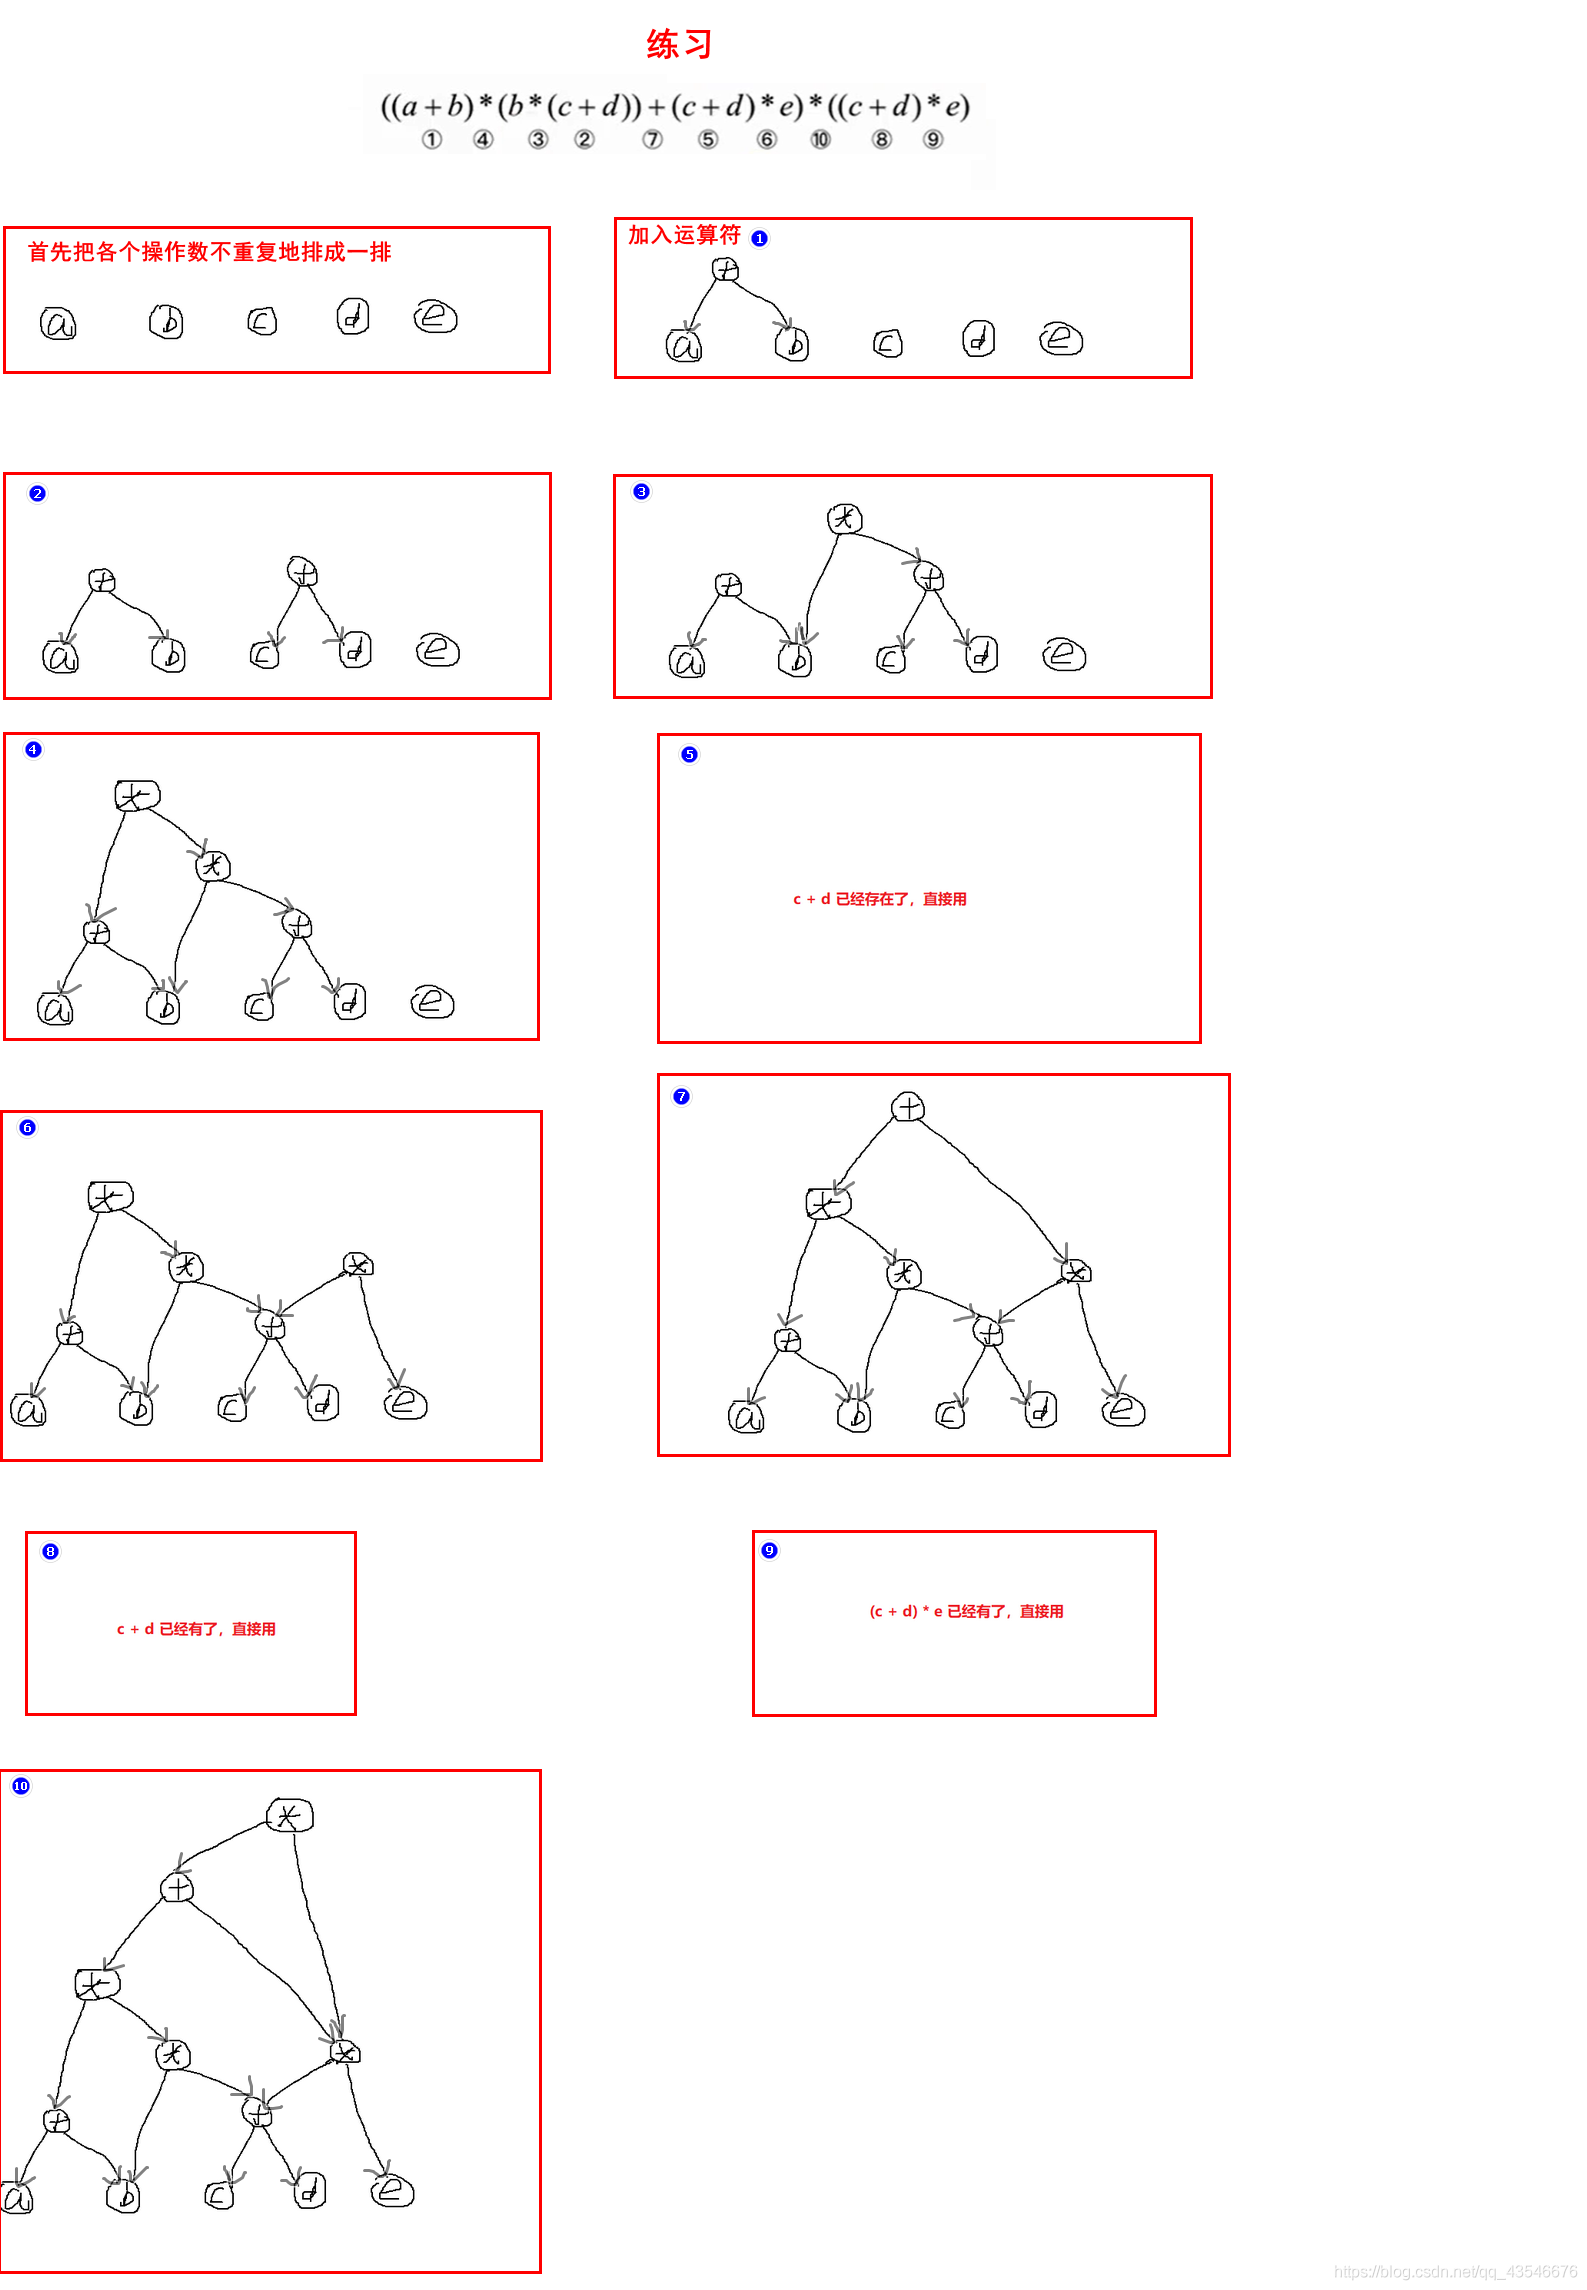 练习
((a+b)*(b*(c+d))+(c+d)*e)*((c+d)*e)
① ④ ③ ② ⑦ ⑤ ⑥ ⑩ ⑧ ⑨
首先把各个操作数不重复地排成一排
a b c d e
加入运算符 ❶
+
a b c d e
❷
+ +
a b c d e
❸
*
+
+
a b c d e
❹
*
*
+ +
a b c d e
❺
c + d 已经存在了，直接用
❻
*
* *
+ +
a b c d e
❼
+
*
* *
+ +
a b c d e
❽
c + d 已经有了，直接用
❾
(c + d) * e 已经有了，直接用
❿
*
+
*
* *
+ +
a b c d e
https://blog.csdn.net/qq_43546676